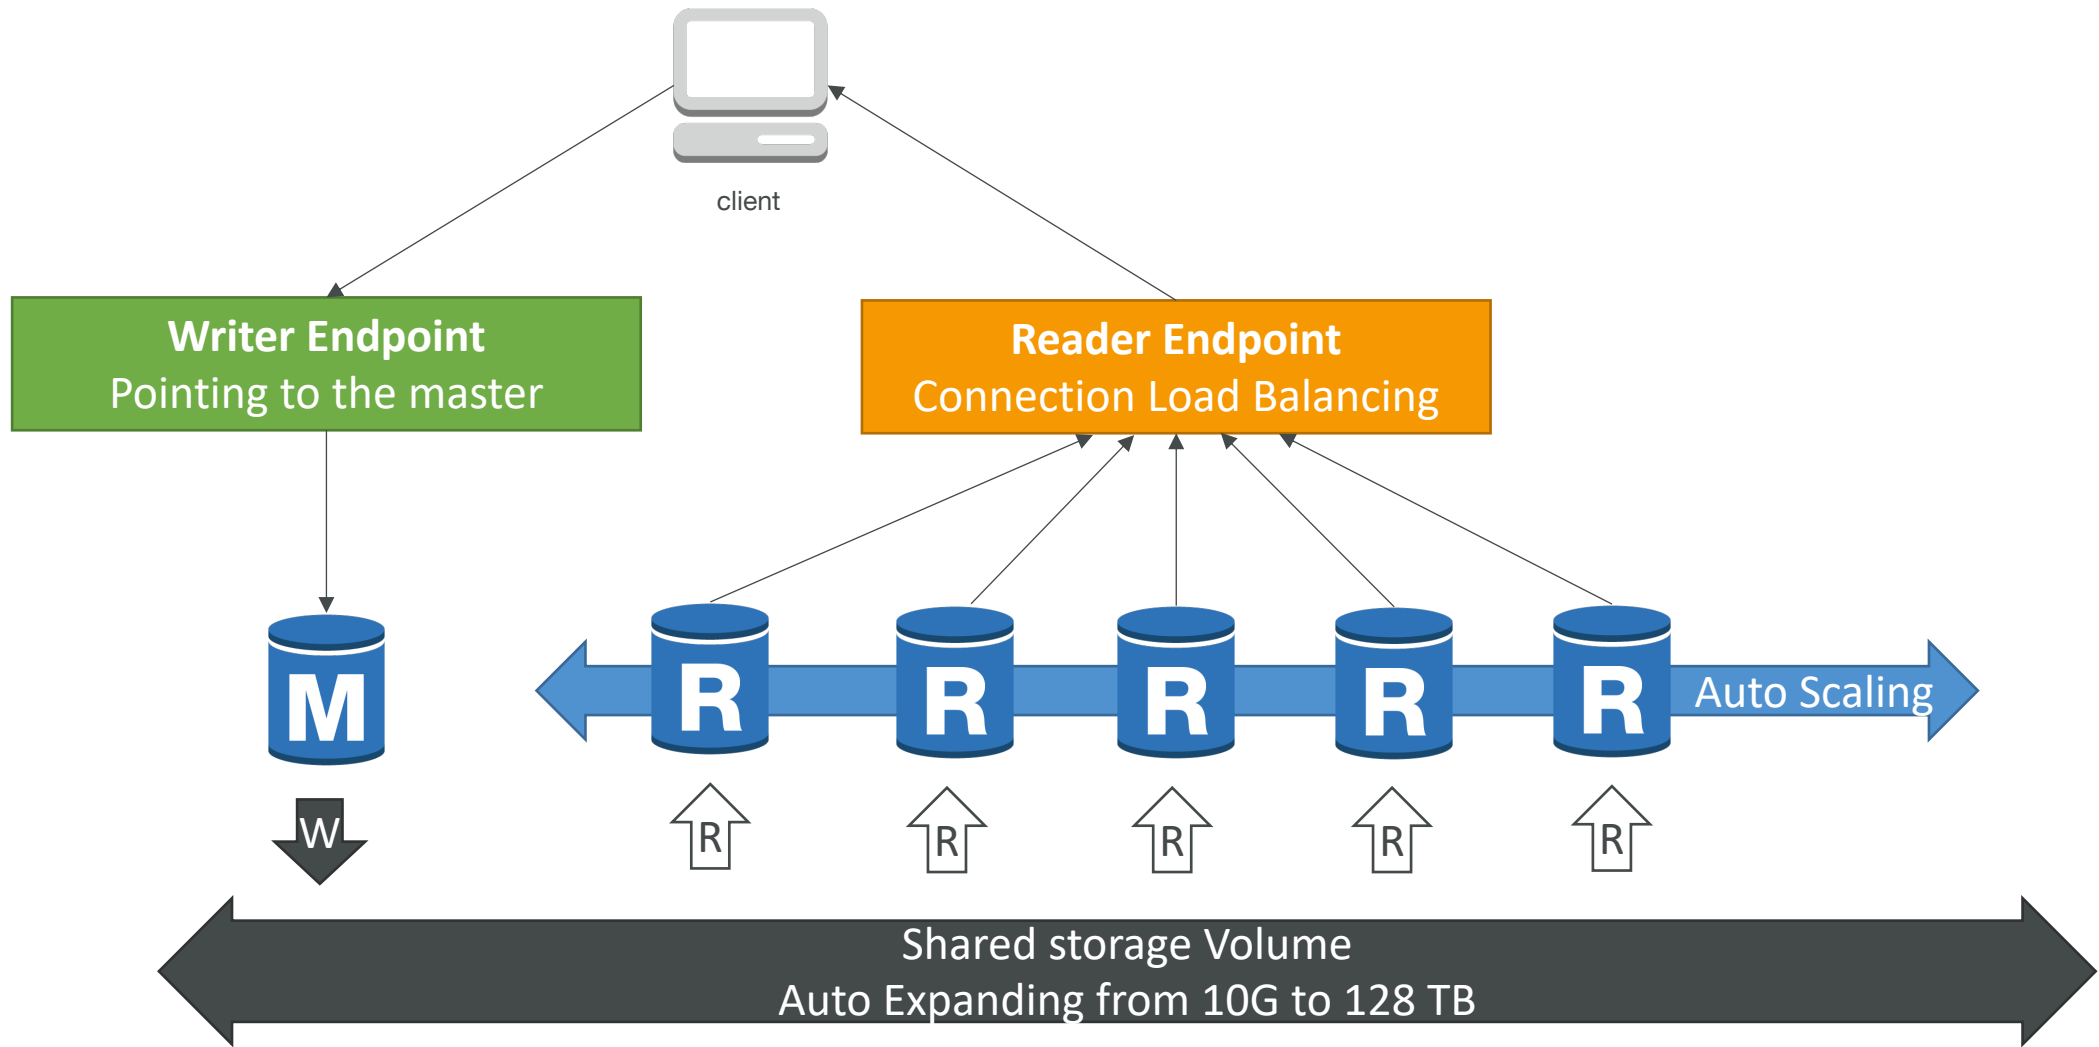 client
Writer Endpoint
Pointing to the master
Reader Endpoint
Connection Load Balancing
M
R
R
R
R
R
Auto Scaling
W
R
R
R
R
R
Shared storage Volume
Auto Expanding from 10G to 128 TB